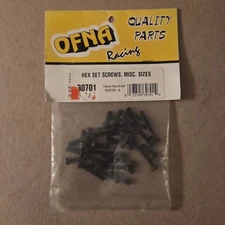 OFNA
Racing
QUALITY
PARTS
HEX SET SCREWS, MISC. SIZES
30701